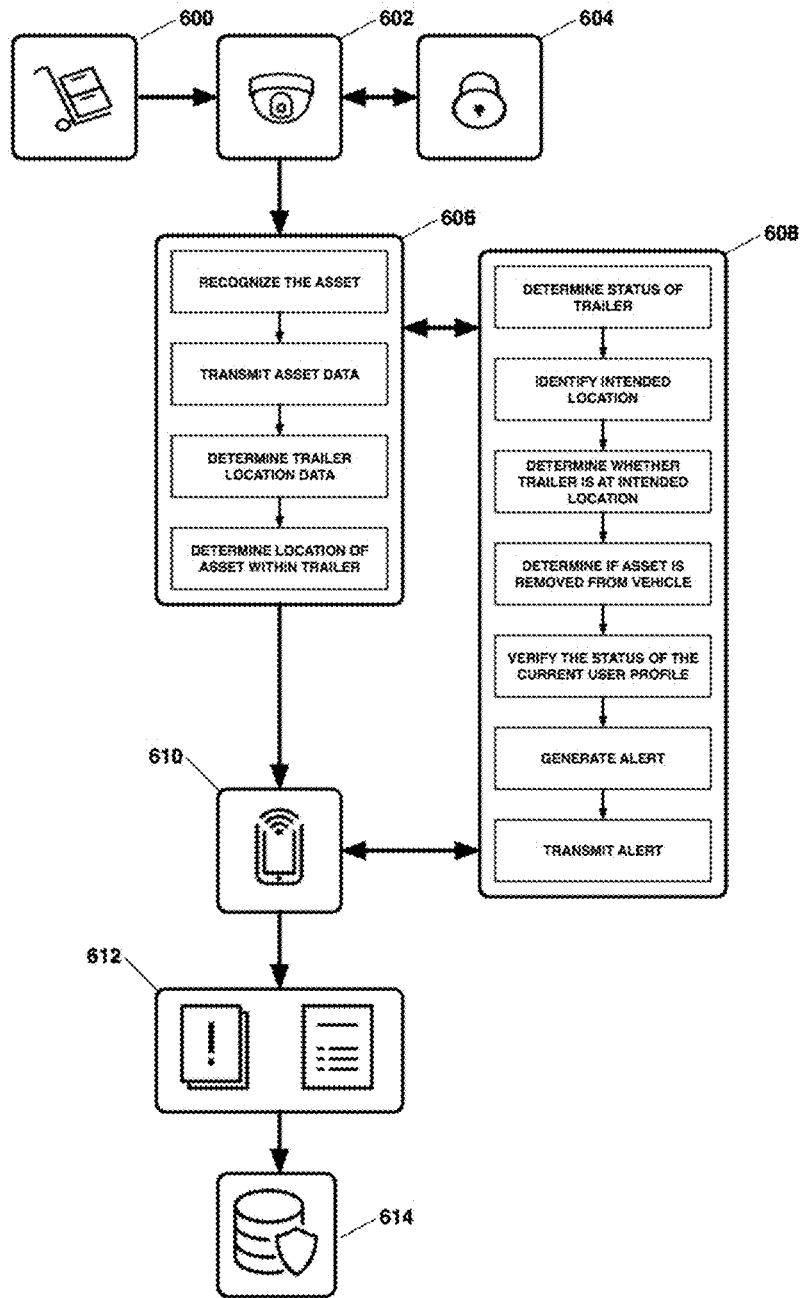 600
602
604
606
RECOGNIZE THE ASSET
TRANSMIT ASSET DATA
DETERMINE TRAILER
LOCATION DATA
DETERMINE LOCATION OF
ASSET WITHIN TRAILER
608
DETERMINE STATUS OF
TRAILER
IDENTIFY INTENDED
LOCATION
DETERMINE WHETHER
TRAILER IS AT INTENDED
LOCATION
DETERMINE IF ASSET IS
REMOVED FROM VEHICLE
VERIFY THE STATUS OF THE
CURRENT USER PROFILE
GENERATE ALERT
TRANSMIT ALERT
610
612
!
614